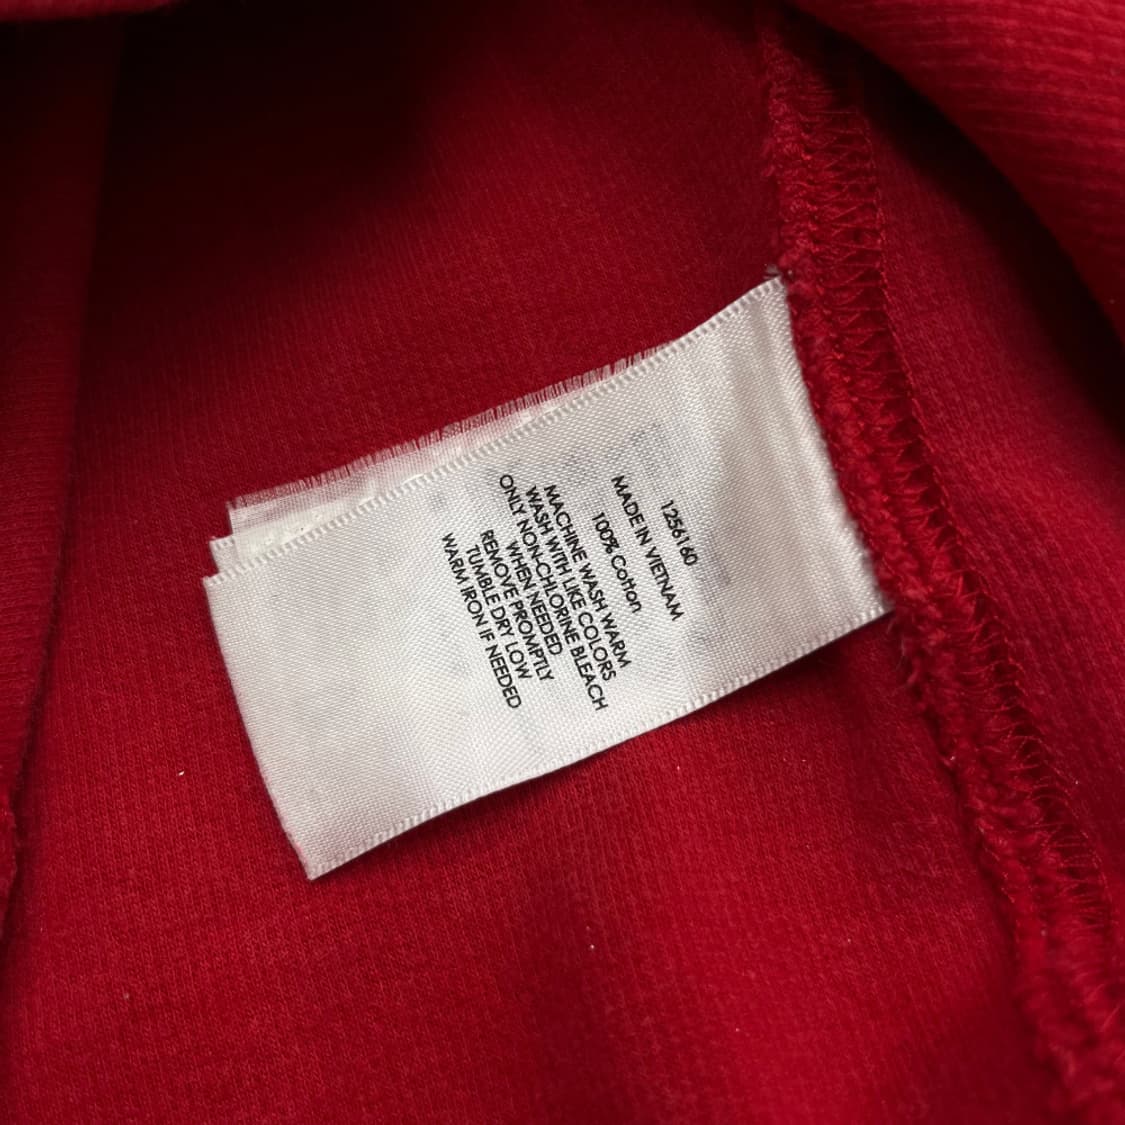 1256160
MADE IN VIETNAM
100% Cotton
MACHINE WASH WARM
WASH WITH LIKE COLORS
ONLY NON-CHLORINE BLEACH
WHEN NEEDED
REMOVE PROMPTLY
TUMBLE DRY LOW
WARM IRON IF NEEDED